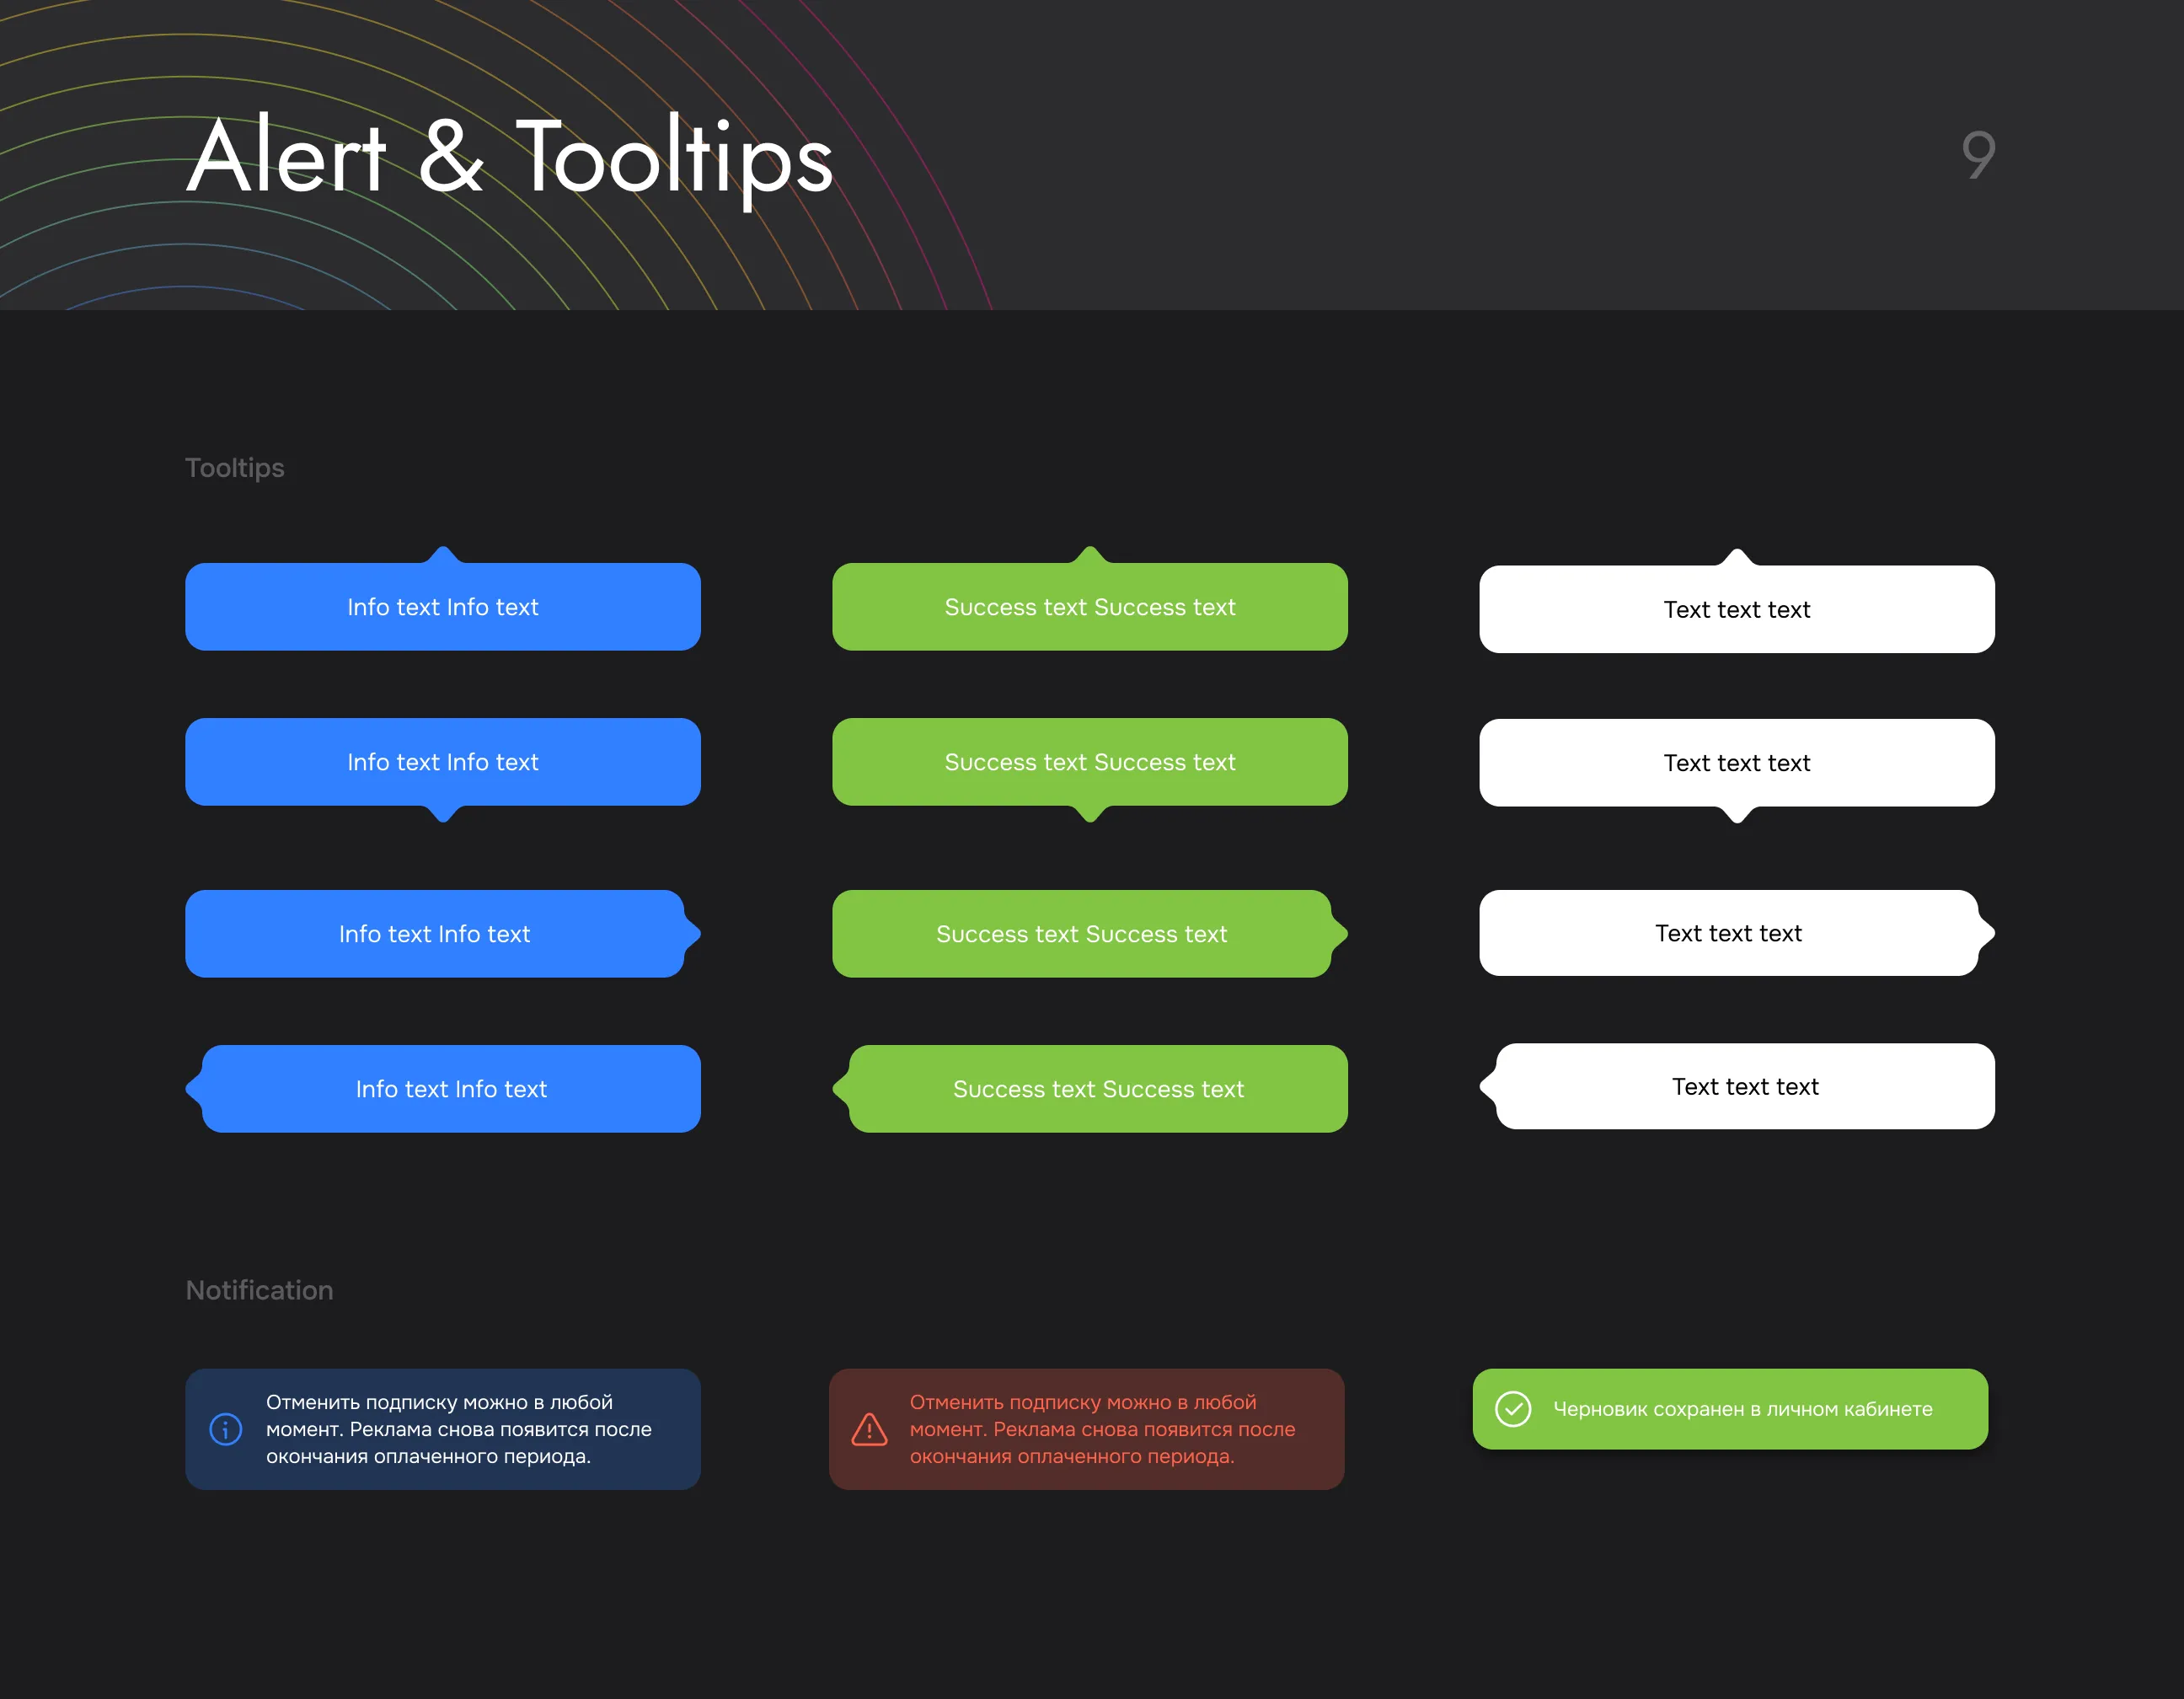 Alert & Tooltips
9
Tooltips
Info text Info text
Success text Success text
Text text text
Info text Info text
Success text Success text
Text text text
Info text Info text
Success text Success text
Text text text
Info text Info text
Success text Success text
Text text text
Notification
Отменить подписку можно в любой
момент. Реклама снова появится после
окончания оплаченного периода.
Отменить подписку можно в любой
момент. Реклама снова появится после
окончания оплаченного периода.
Черновик сохранен в личном кабинете